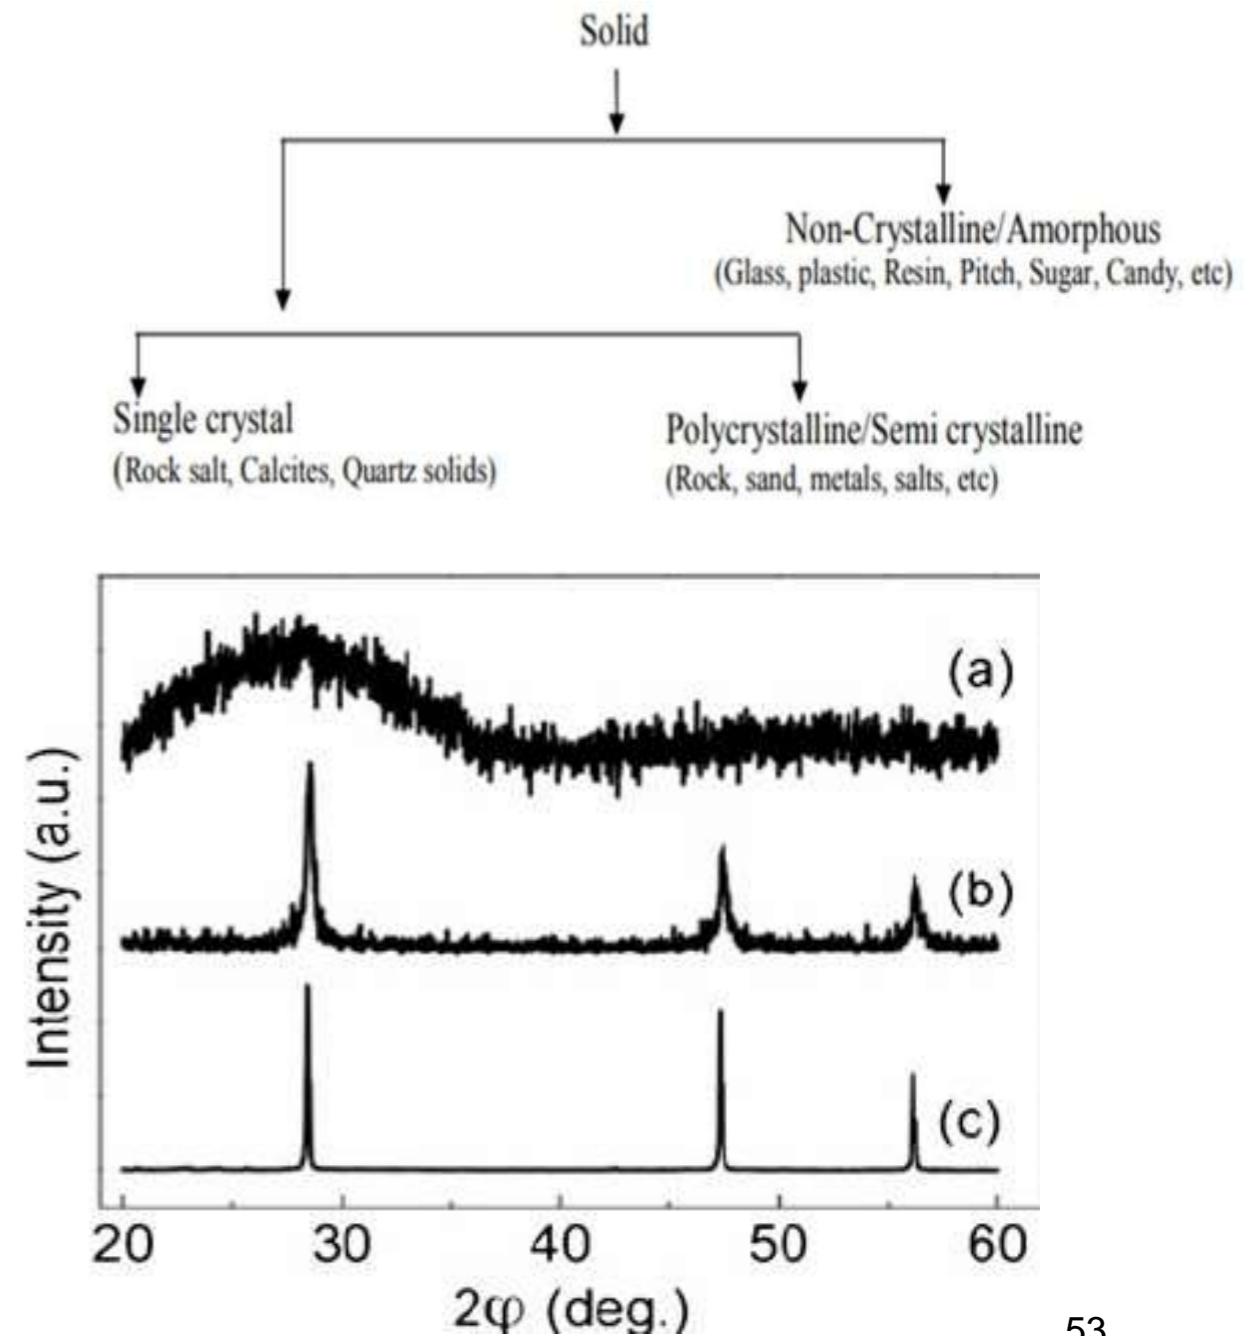 Solid
Non-Crystalline/Amorphous
(Glass, plastic, Resin, Pitch, Sugar, Candy, etc)
Single crystal
(Rock salt, Calcites, Quartz solids)
Polycrystalline/Semi crystalline
(Rock, sand, metals, salts, etc)
(a)
(b)
(c)
Intensity (a.u.)
20 30 40 50 60
2φ (deg.)
53